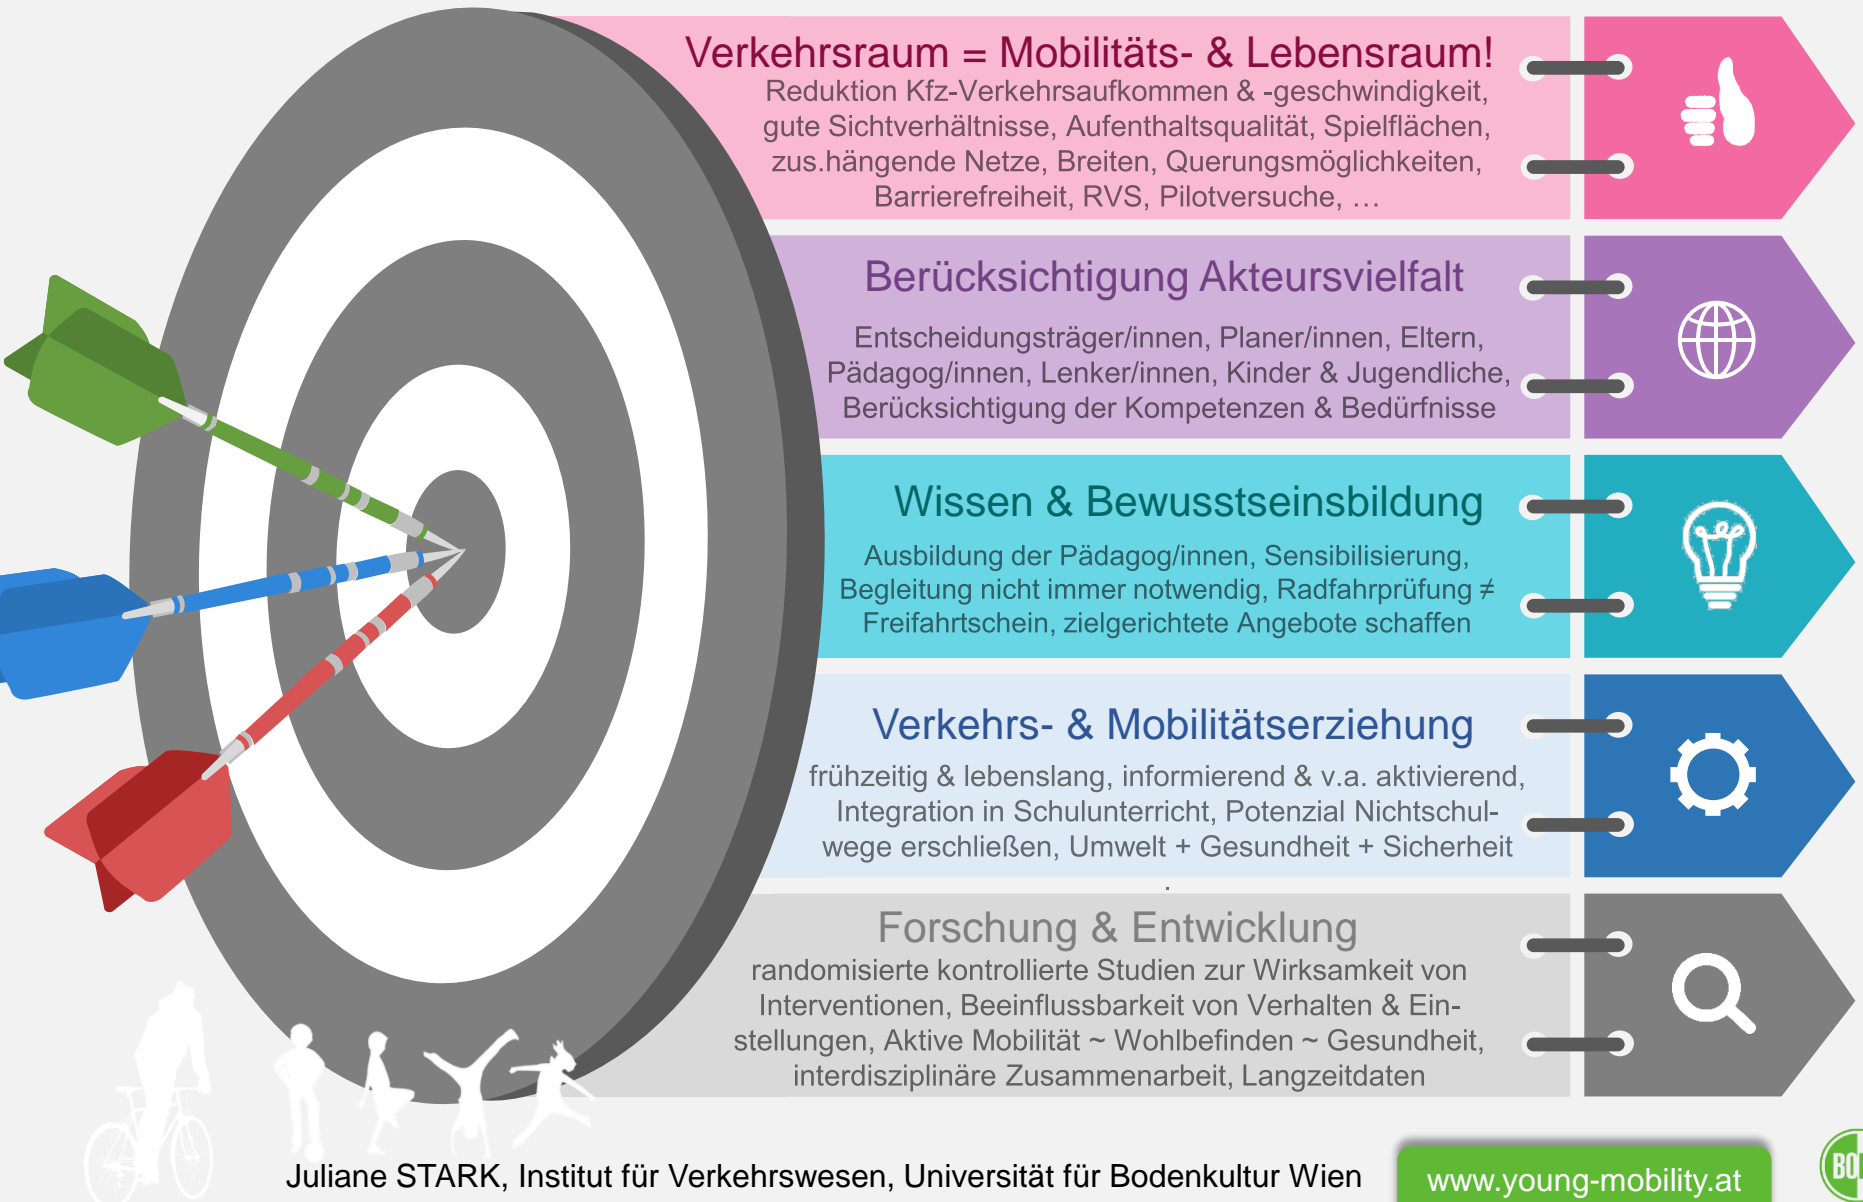 Verkehrsraum = Mobilitäts- & Lebensraum!
Reduktion Kfz-Verkehrsaufkommen & -geschwindigkeit,
gute Sichtverhältnisse, Aufenthaltsqualität, Spielflächen,
zus.hängende Netze, Breiten, Querungsmöglichkeiten,
Barrierefreiheit, RVS, Pilotversuche, …
Berücksichtigung Akteursvielfalt
Entscheidungsträger/innen, Planer/innen, Eltern,
Pädagog/innen, Lenker/innen, Kinder & Jugendliche,
Berücksichtigung der Kompetenzen & Bedürfnisse
Wissen & Bewusstseinsbildung
Ausbildung der Pädagog/innen, Sensibilisierung,
Begleitung nicht immer notwendig, Radfahrprüfung ≠
Freifahrtschein, zielgerichtete Angebote schaffen
Verkehrs- & Mobilitätserziehung
frühzeitig & lebenslang, informierend & v.a. aktivierend,
Integration in Schulunterricht, Potenzial Nichtschul-
wege erschließen, Umwelt + Gesundheit + Sicherheit
.
Forschung & Entwicklung
randomisierte kontrollierte Studien zur Wirksamkeit von
Interventionen, Beeinflussbarkeit von Verhalten & Ein-
stellungen, Aktive Mobilität ~ Wohlbefinden ~ Gesundheit,
interdisziplinäre Zusammenarbeit, Langzeitdaten
Juliane STARK, Institut für Verkehrswesen, Universität für Bodenkultur Wien
www.young-mobility.at